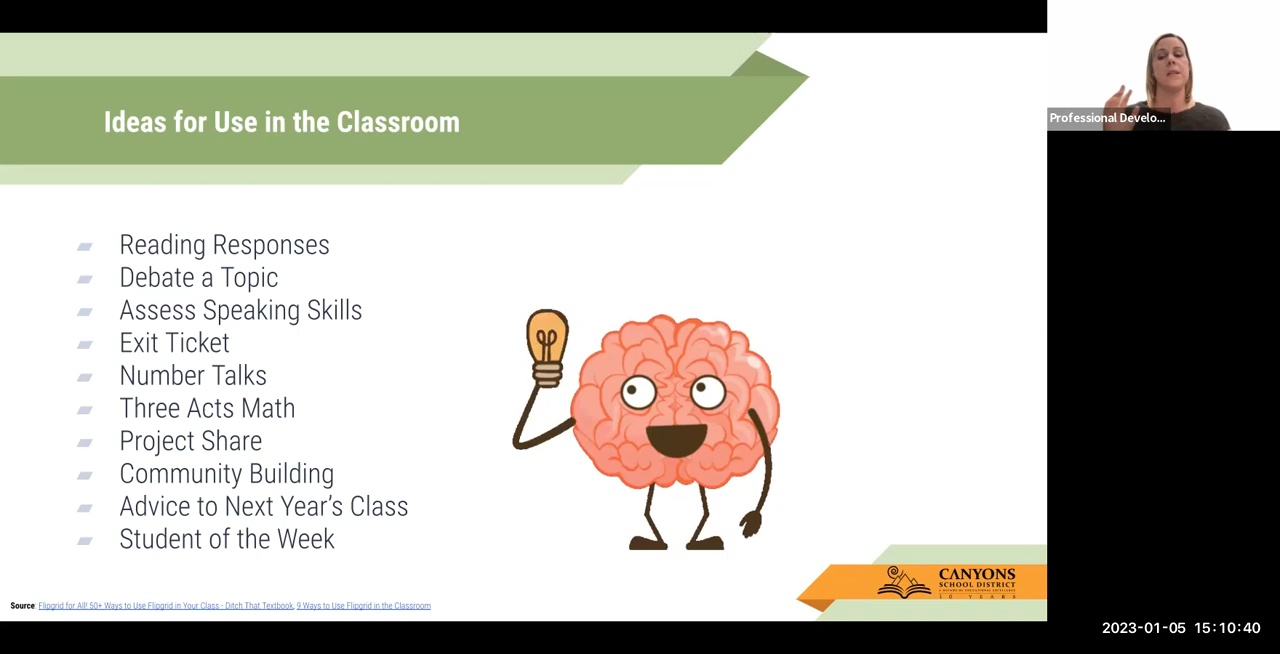 Ideas for Use in the Classroom
Professional Develo...
Reading Responses
Debate a Topic
Assess Speaking Skills
Exit Ticket
Number Talks
Three Acts Math
Project Share
Community Building
Advice to Next Year's Class
Student of the Week
CANYONS
SCHOOL DISTRICT
10 YEARS
Source: Flipgrid for All! 50+ Ways to Use Flipgrid in Your Class - Ditch That Textbook, 9 Ways to Use Flipgrid in the Classroom
2023-01-05 15:10:40